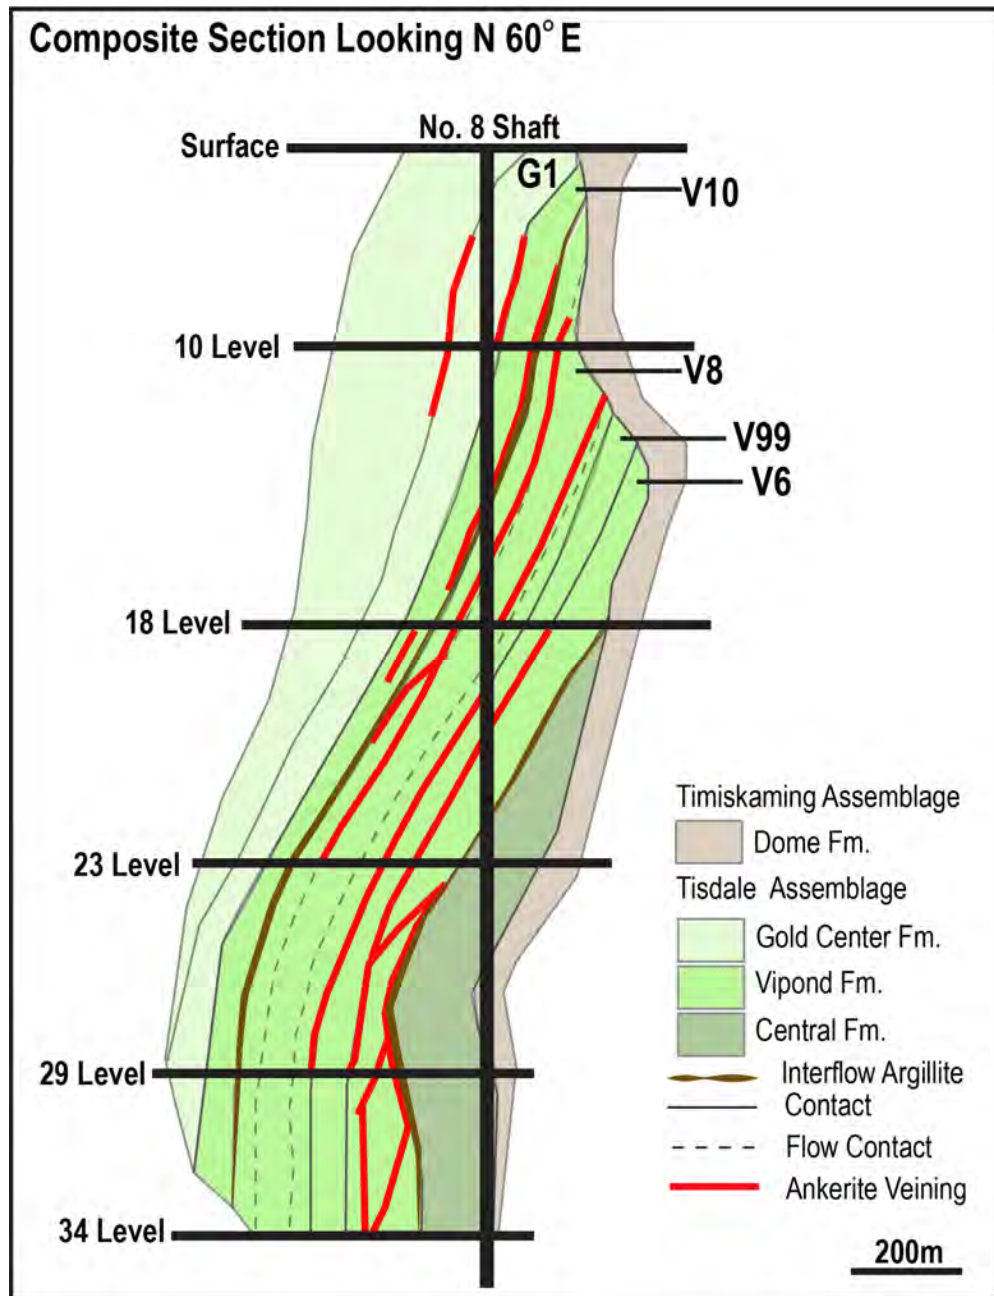 Composite Section Looking N 60° E
No. 8 Shaft
Surface
G1
V10
10 Level
V8
V99
V6
18 Level
23 Level
29 Level
34 Level
Timiskaming Assemblage
Dome Fm.
Tisdale Assemblage
Gold Center Fm.
Vipond Fm.
Central Fm.
Interflow Argillite
Contact
Flow Contact
Ankerite Veining
200m